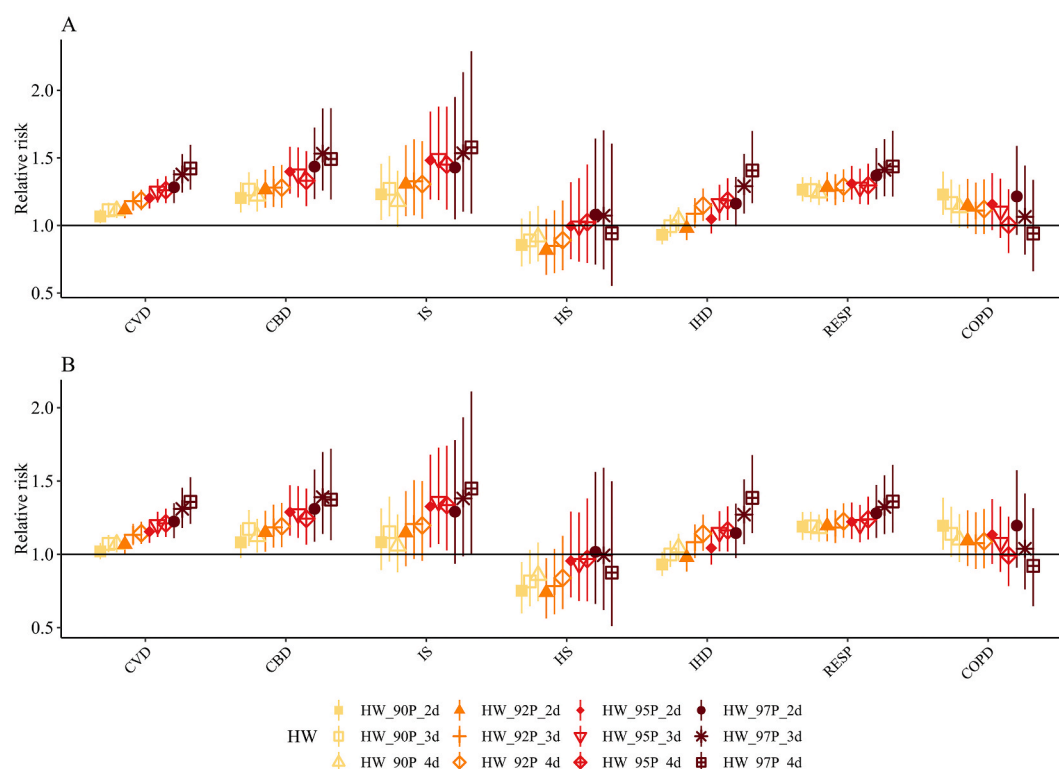 A
Relative risk
2.0
1.5
1.0
0.5
CVD
CBD
IS
HS
IHD
RESP
COPD
B
Relative risk
2.0
1.5
1.0
0.5
CVD
CBD
IS
HS
IHD
RESP
COPD
HW
HW_90P_2d
HW_92P_2d
HW_95P_2d
HW_97P_2d
HW_90P_3d
HW_92P_3d
HW_95P_3d
HW_97P_3d
HW_90P_4d
HW_92P_4d
HW_95P_4d
HW_97P_4d